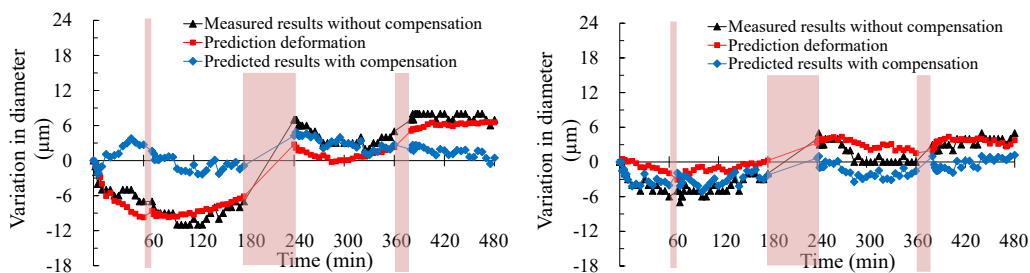 Variation in diameter
(μm)
24
18
12
6
0
-6
-12
-18
Measured results without compensation
Prediction deformation
Predicted results with compensation
60
120
180
240
300
360
420
480
Time (min)
Variation in diameter
(μm)
24
18
12
6
0
-6
-12
-18
Measured results without compensation
Prediction deformation
Predicted results with compensation
60
120
180
240
300
360
420
480
Time (min)